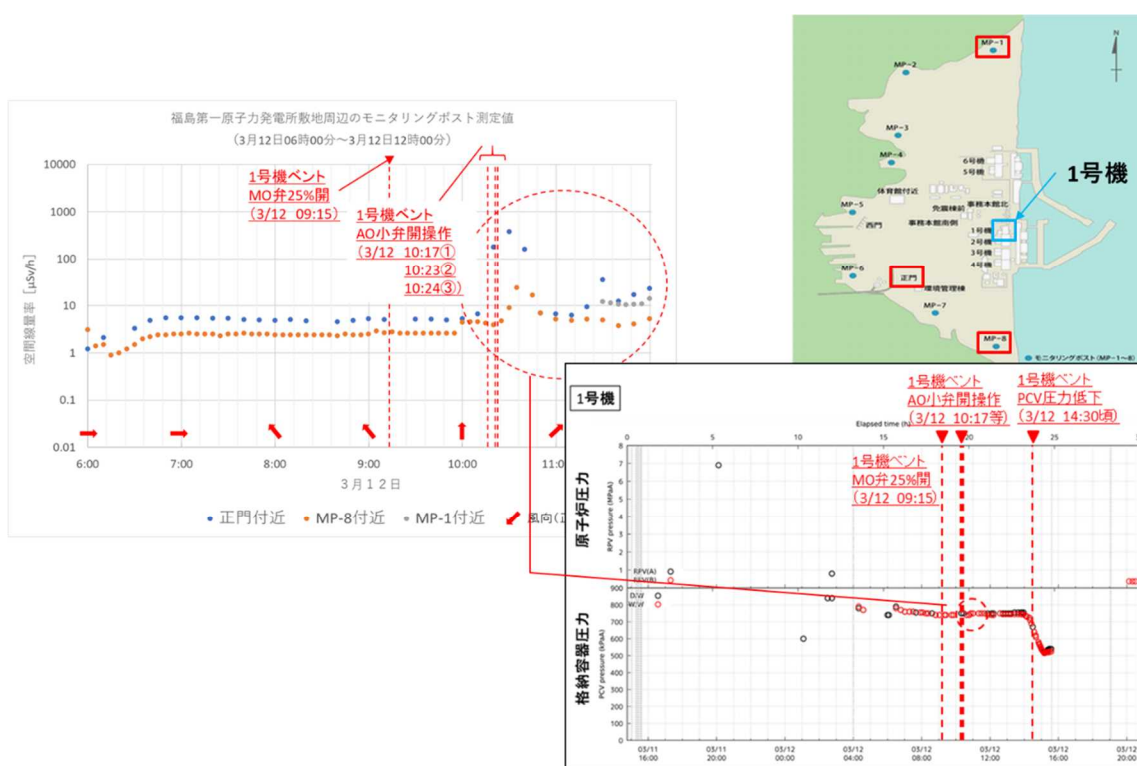 福島第一原子力発電所敷地周辺のモニタリングポスト測定値
(3月12日06時00分～3月12日12時00分)
空間線量率 [μSv/h]
10000
1000
100
10
1
0.1
0.01
1号機ベント
MO弁25%開
(3/12 09:15)
1号機ベント
AO小弁開操作
(3/12 10:17①
10:23②
10:24③)
6:00
7:00
8:00
9:00
10:00
11:00
3月12日
正門付近
MP-8付近
MP-1付近
風向(正
N
MP-1
MP-2
MP-3
MP-4
MP-5
MP-6
MP-7
MP-8
6号機
5号機
体育館付近
免震棟前
事務本館北
事務本館南側
西門
正門
環境管理棟
1号機
2号機
3号機
4号機
1号機
モニタリングポスト(MP-1~8)
1号機
1号機ベント
AO小弁開操作
(3/12 10:17等)
1号機ベント
PCV圧力低下
(3/12 14:30頃)
1号機ベント
MO弁25%開
(3/12 09:15)
Elapsed time (h
0
5
10
15
20
25
原子炉圧力
RPV pressure (MPaA)
8
7
6
5
4
3
2
1
RPV(A)
RPV(B)
格納容器圧力
PCV pressure (kPaA)
900
800
700
600
500
400
300
200
100
0
D/W
W/W
03/11
16:00
03/11
20:00
03/12
00:00
03/12
04:00
03/12
08:00
03/12
12:00
03/12
16:00
03/12
20:00